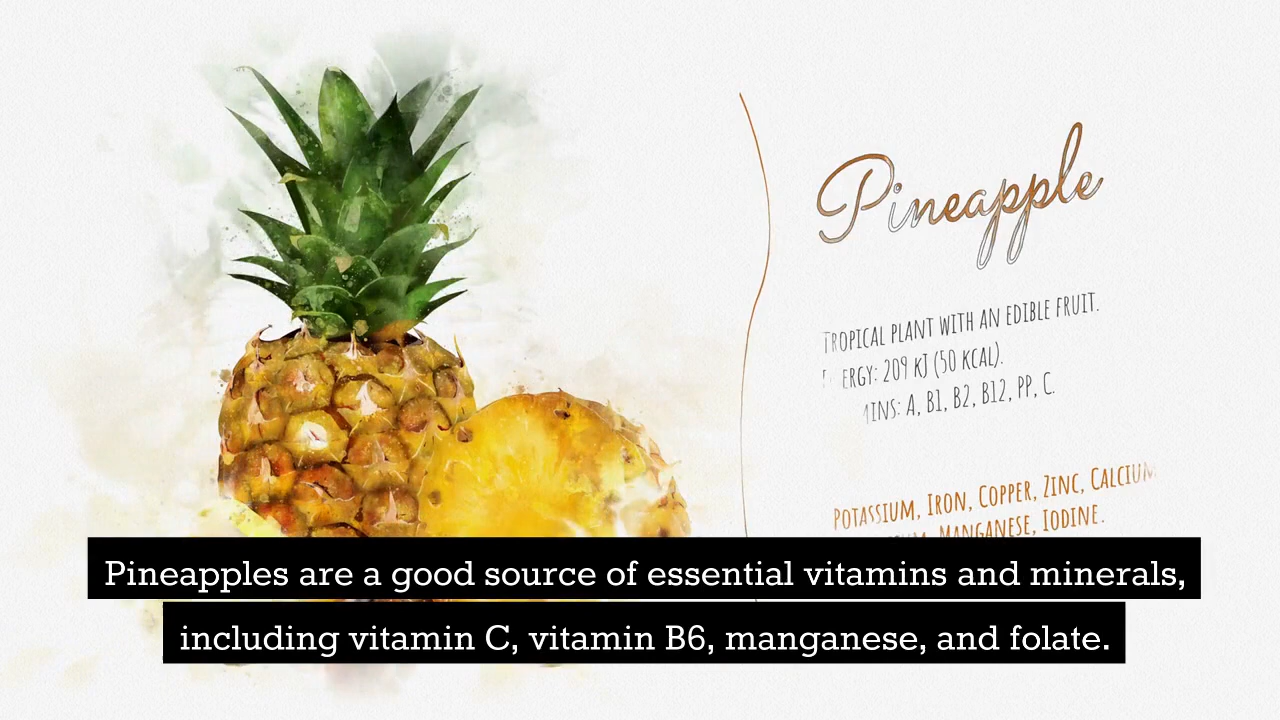 Pineapple
Tropical plant with an edible fruit.
ergy: 209 kJ (50 kcal).
ins: A, B1, B2, B12, PP, C.
Potassium, Iron, Copper, Zinc, Calcium
Manganese, Iodine.
Pineapples are a good source of essential vitamins and minerals,
including vitamin C, vitamin B6, manganese, and folate.